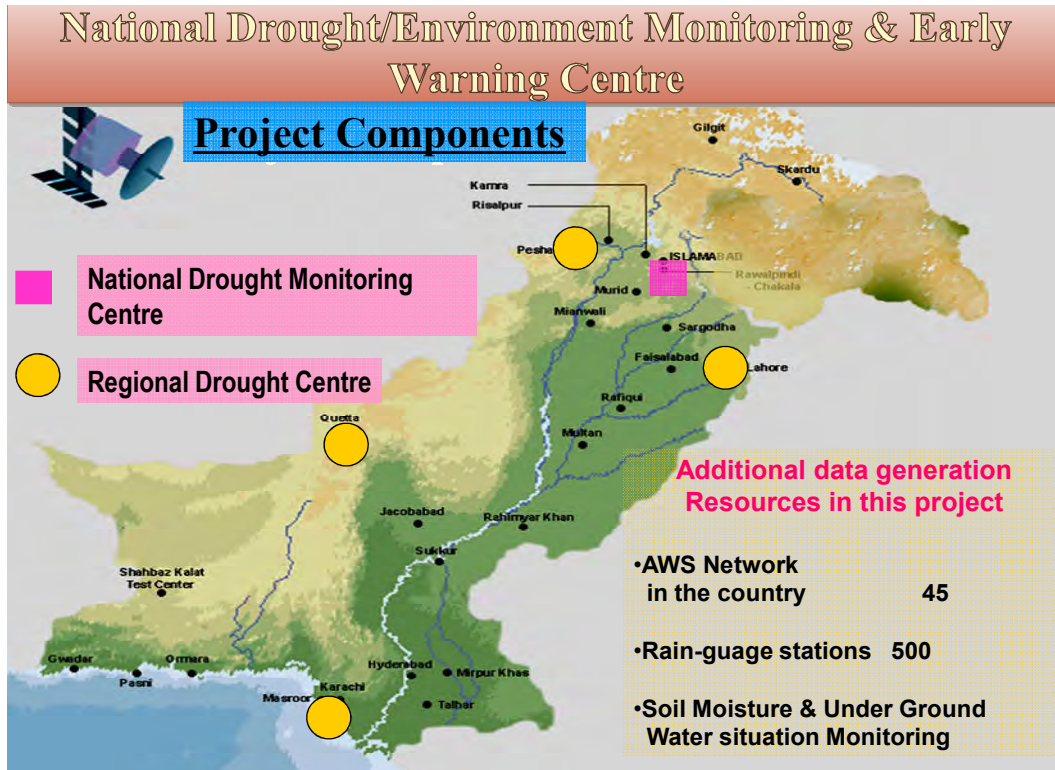 National Drought/Environment Monitoring & Early
Warning Centre
Project Components
Gilgit
Skardu
Kamra
Risalpur
Pesha
ISLAMABAD
Rawalpindi
- Chakala
Murid
Mianwali
Sargodha
Faisalabad
Lahore
Rafiqui
Multan
National Drought Monitoring
Centre
Regional Drought Centre
Quetta
Jacobabad
Rahimyar Khan
Sukkur
Shahbaz Kalat
Test Center
Gwadar
Pasni
Ormara
Hyderabad
Mirpur Khas
Karachi
Masroor
Talhar
Additional data generation
Resources in this project
•AWS Network
in the country 45
•Rain-guage stations 500
•Soil Moisture & Under Ground
Water situation Monitoring